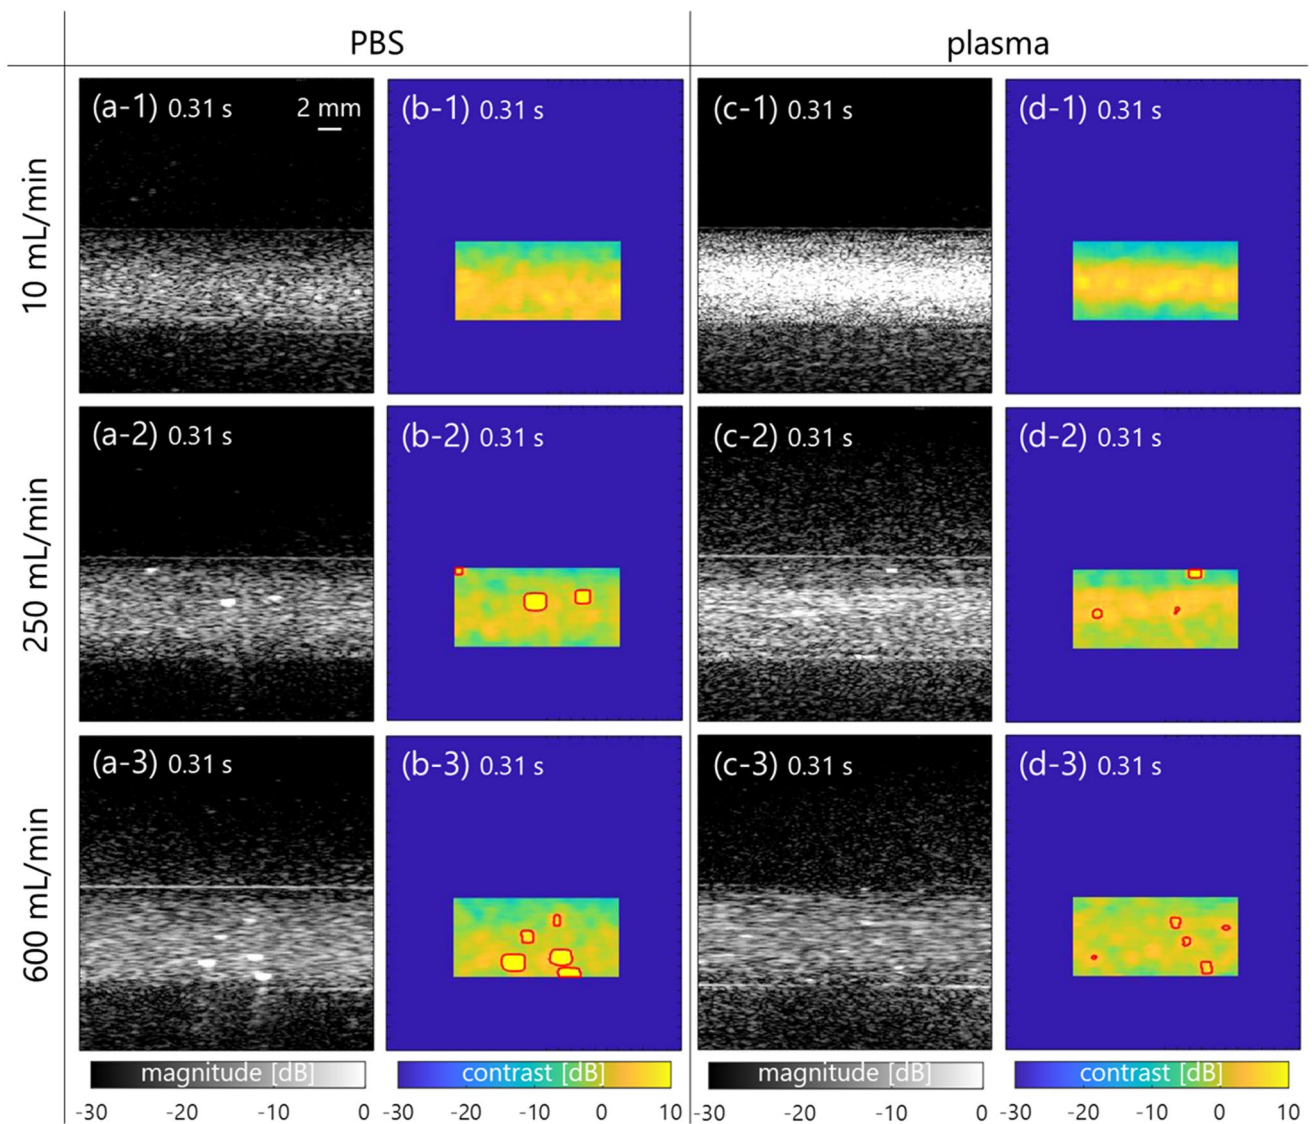 PBS
plasma
10 mL/min
(a-1) 0.31 s
2 mm
(b-1) 0.31 s
(c-1) 0.31 s
(d-1) 0.31 s
250 mL/min
(a-2) 0.31 s
(b-2) 0.31 s
(c-2) 0.31 s
(d-2) 0.31 s
600 mL/min
(a-3) 0.31 s
(b-3) 0.31 s
(c-3) 0.31 s
(d-3) 0.31 s
magnitude [dB]
contrast [dB]
magnitude [dB]
contrast [dB]
-30 -20 -10 0
-30 -20 -10 0 10
-30 -20 -10 0
-30 -20 -10 0 10